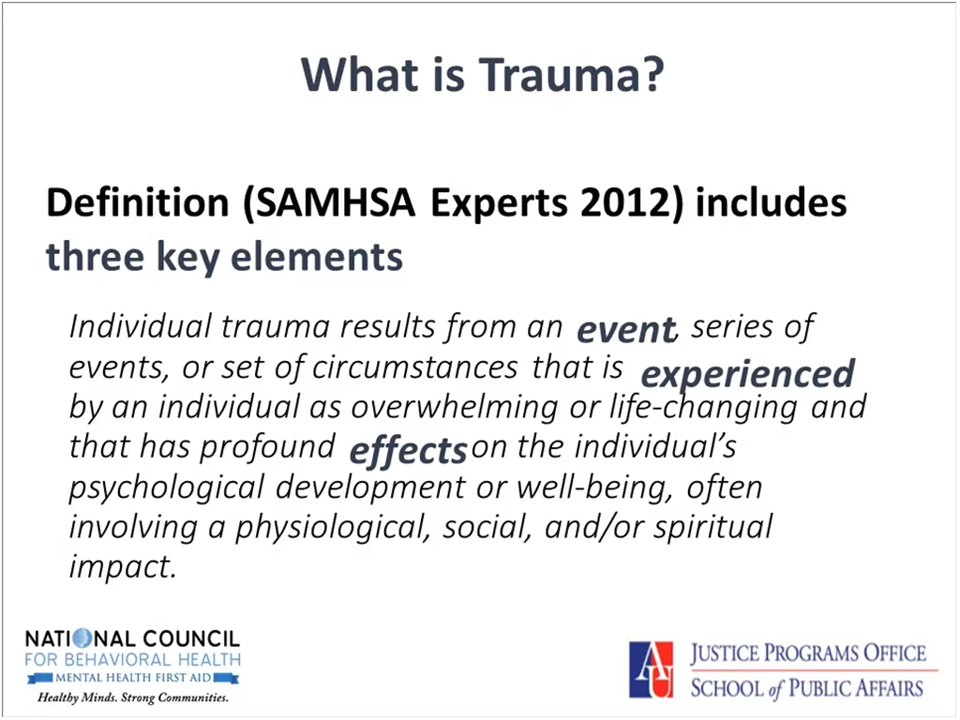 What is Trauma?
Definition (SAMHSA Experts 2012) includes
three key elements
Individual trauma results from an event, series of
events, or set of circumstances that is experienced
by an individual as overwhelming or life-changing and
that has profound effects on the individual's
psychological development or well-being, often
involving a physiological, social, and/or spiritual
impact.
NATIONAL COUNCIL
FOR BEHAVIORAL HEALTH
MENTAL HEALTH FIRST AID
Healthy Minds. Strong Communities.
AU
JUSTICE PROGRAMS OFFICE
SCHOOL of PUBLIC AFFAIRS